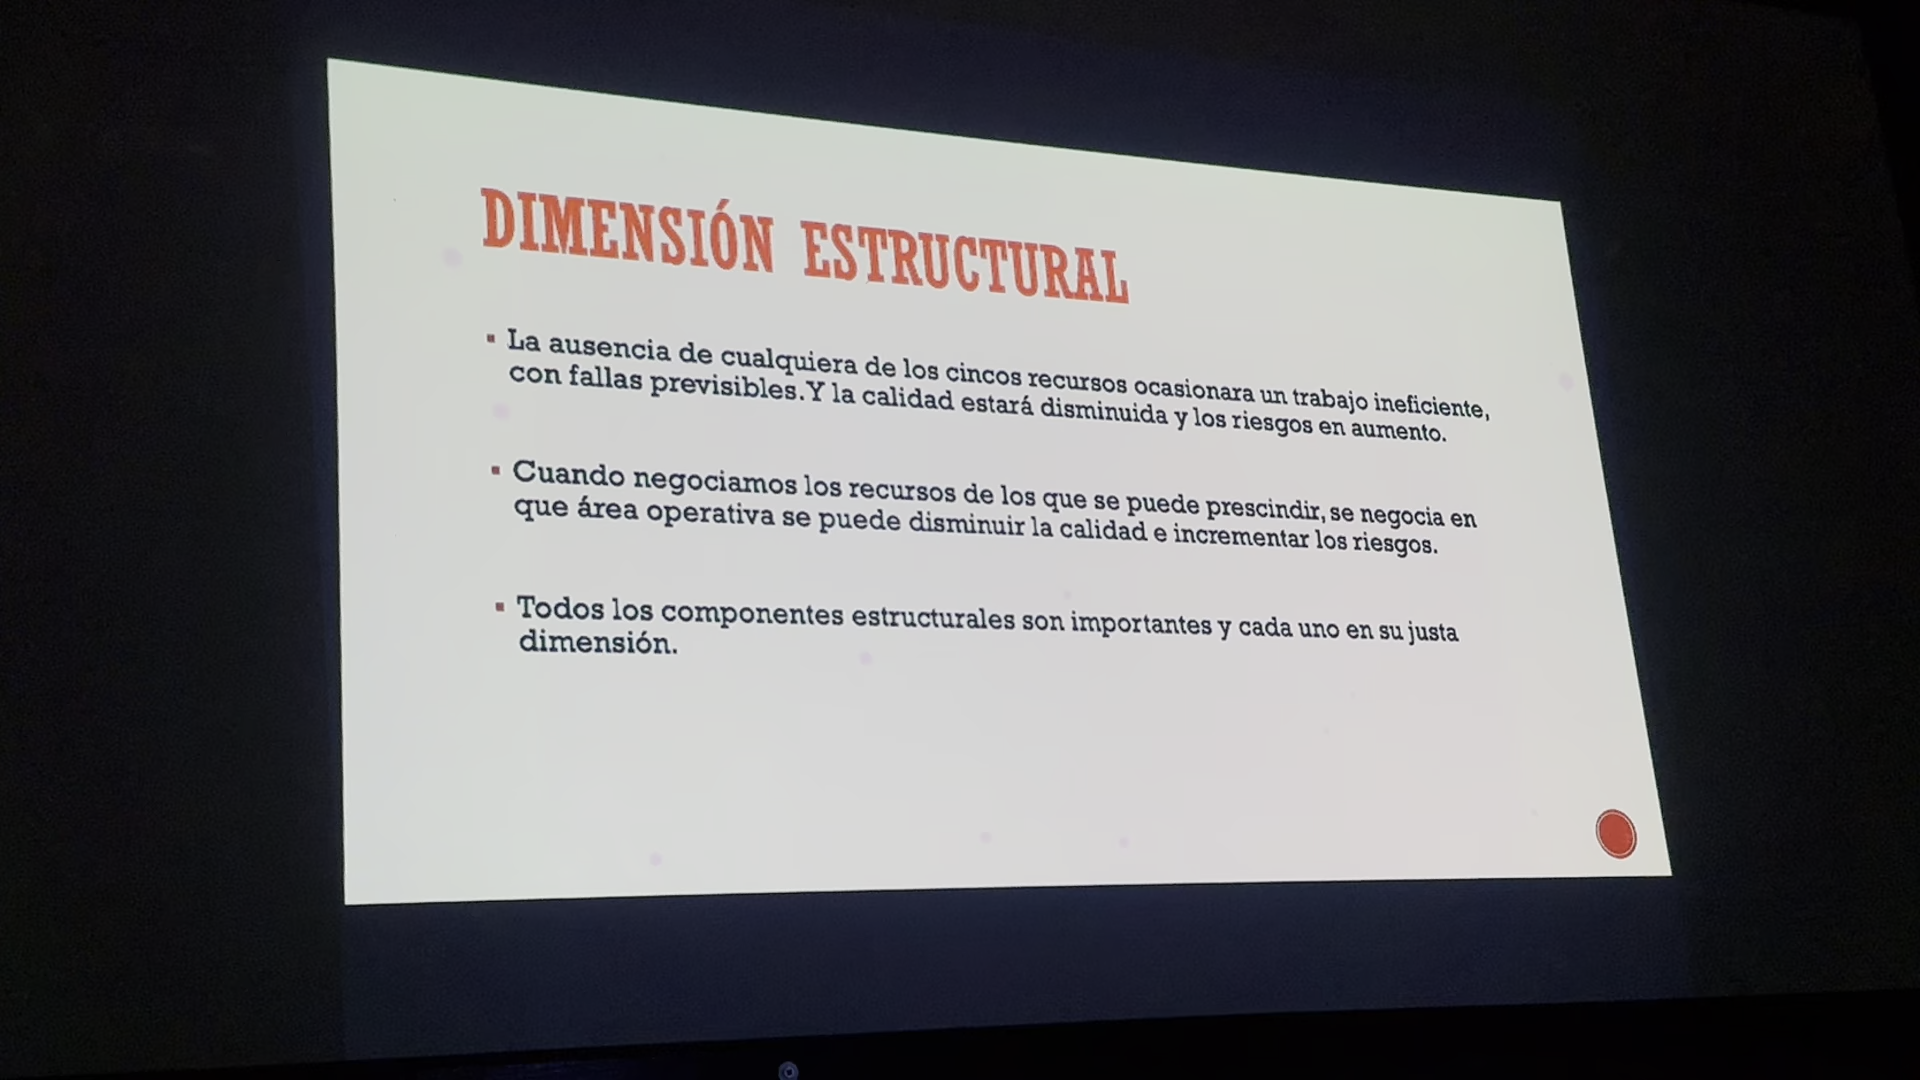 DIMENSIÓN ESTRUCTURAL
▪ La ausencia de cualquiera de los cincos recursos ocasionara un trabajo ineficiente,
con fallas previsibles. Y la calidad estará disminuida y los riesgos en aumento.
▪ Cuando negociamos los recursos de los que se puede prescindir, se negocia en
que área operativa se puede disminuir la calidad e incrementar los riesgos.
▪ Todos los componentes estructurales son importantes y cada uno en su justa
dimensión.